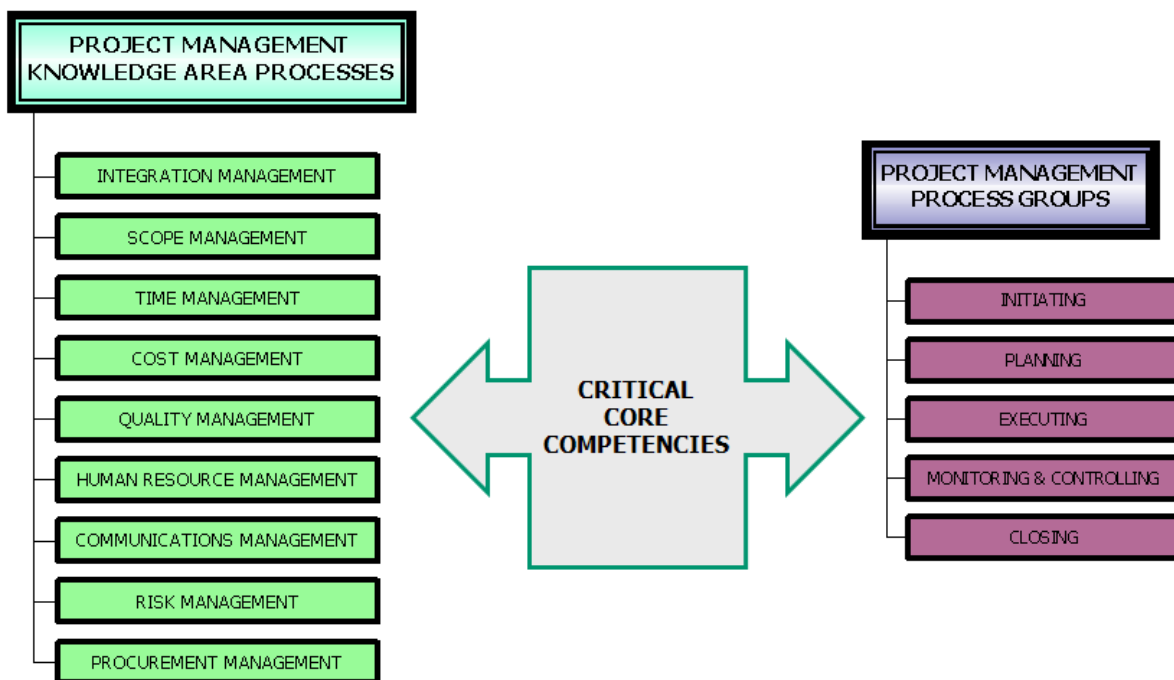 PROJECT MANAGEMENT
KNOWLEDGE AREA PROCESSES
INTEGRATION MANAGEMENT
SCOPE MANAGEMENT
TIME MANAGEMENT
COST MANAGEMENT
QUALITY MANAGEMENT
HUMAN RESOURCE MANAGEMENT
COMMUNICATIONS MANAGEMENT
RISK MANAGEMENT
PROCUREMENT MANAGEMENT
CRITICAL
CORE
COMPETENCIES
PROJECT MANAGEMENT
PROCESS GROUPS
INITIATING
PLANNING
EXECUTING
MONITORING & CONTROLLING
CLOSING